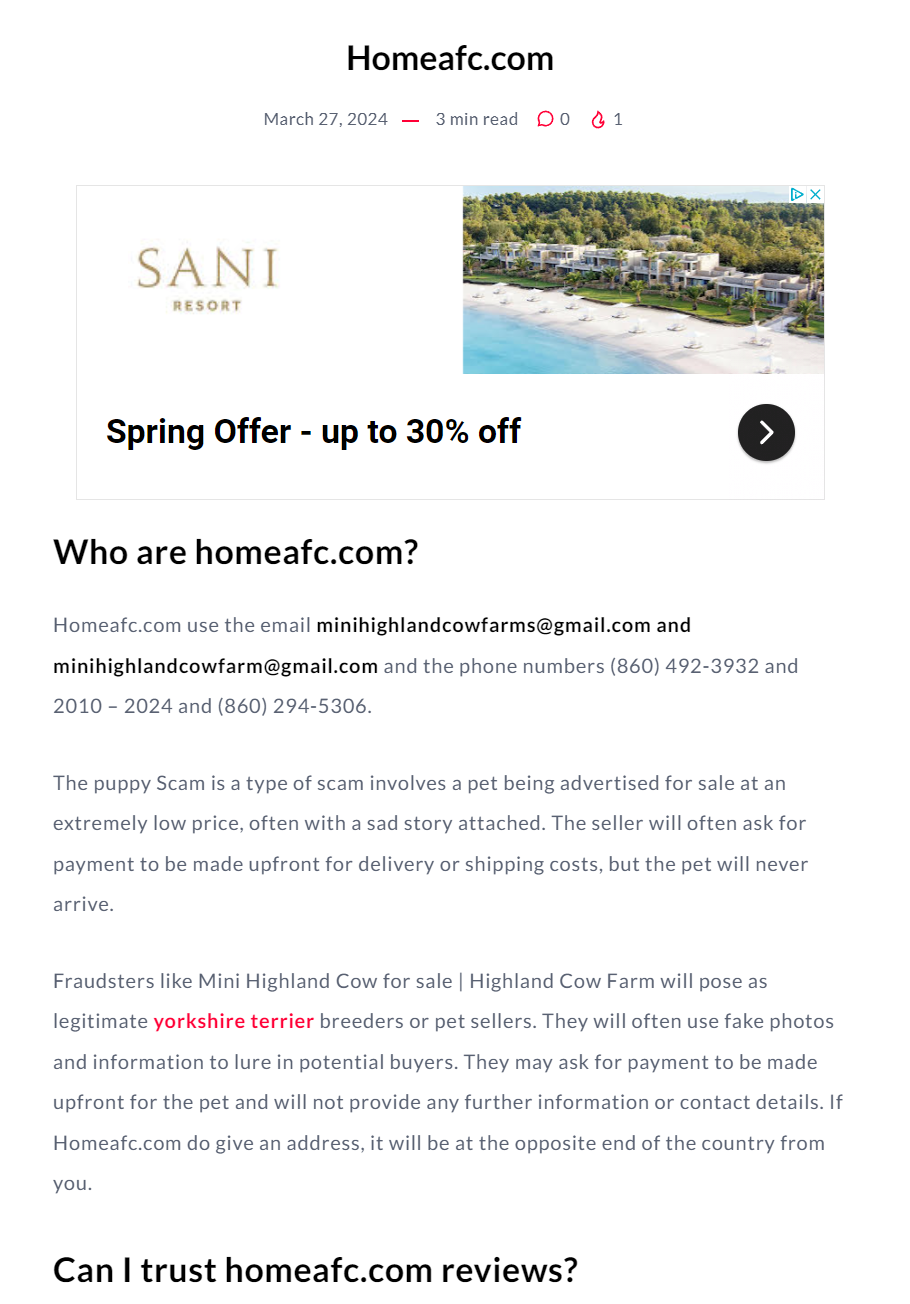 Homeafc.com
March 27, 2024 — 3 min read 0 1
SANI
RESORT
Spring Offer - up to 30% off
Who are homeafc.com?
Homeafc.com use the email minihighlandcowfarms@gmail.com and
minihighlandcowfarm@gmail.com and the phone numbers (860) 492-3932 and
2010 – 2024 and (860) 294-5306.
The puppy Scam is a type of scam involves a pet being advertised for sale at an
extremely low price, often with a sad story attached. The seller will often ask for
payment to be made upfront for delivery or shipping costs, but the pet will never
arrive.
Fraudsters like Mini Highland Cow for sale | Highland Cow Farm will pose as
legitimate yorkshire terrier breeders or pet sellers. They will often use fake photos
and information to lure in potential buyers. They may ask for payment to be made
upfront for the pet and will not provide any further information or contact details. If
Homeafc.com do give an address, it will be at the opposite end of the country from
you.
Can I trust homeafc.com reviews?